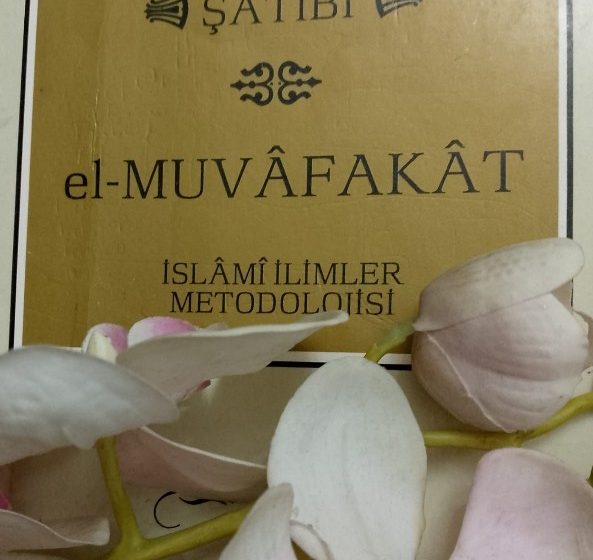 ŞATIBİ
el-MUVÂFAKÂT
İSLÂMÎ İLİMLER
METODOLOJİSİ